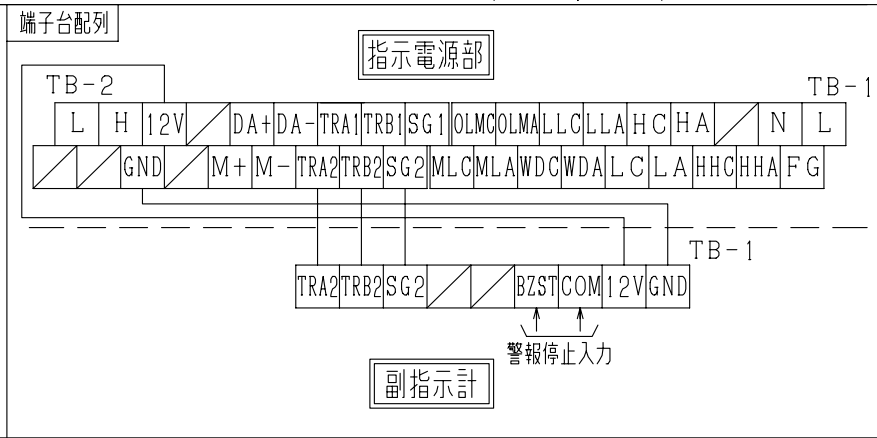 端子台配列
指示電源部
TB-2
TB-1
L H 12V DA+ DA- TRA1 TRB1 SG1 OLMC OLMA LLC LLA HC HA N L
GND M+ M- TRA2 TRB2 SG2 MLC MLA WDC WDA LC LA HHC HHA FG
TB-1
TRA2 TRB2 SG2 BZST COM 12V GND
警報停止入力
副指示計